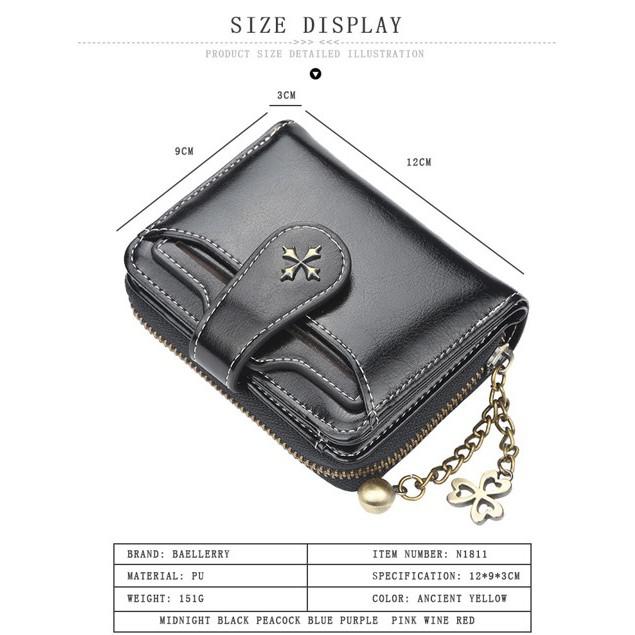 SIZE DISPLAY
>>> <<<
PRODUCT SIZE DETAILED ILLUSTRATION
3CM
9CM
12CM
BRAND: BAELLERRY ITEM NUMBER: N1811
MATERIAL: PU SPECIFICATION: 12*9*3CM
WEIGHT: 151G COLOR: ANCIENT YELLOW
MIDNIGHT BLACK PEACOCK BLUE PURPLE PINK WINE RED